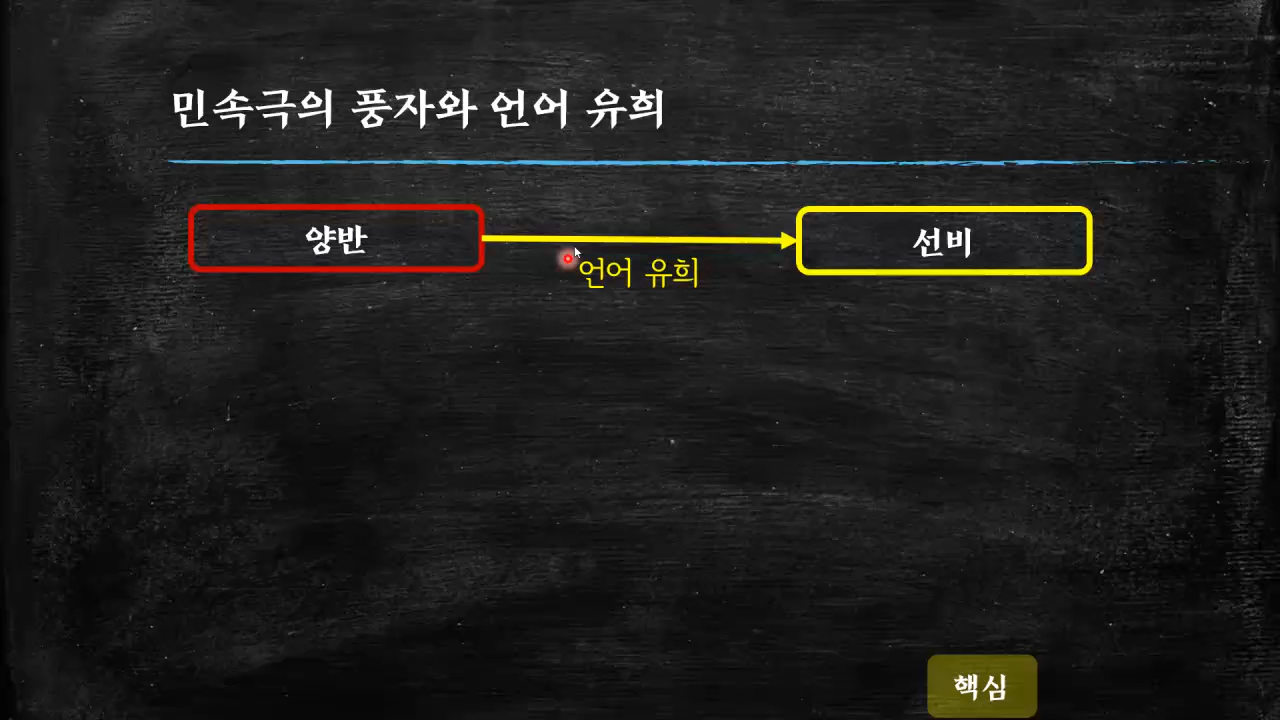 민속극의 풍자와 언어 유희
양반
선비
언어 유희
핵심